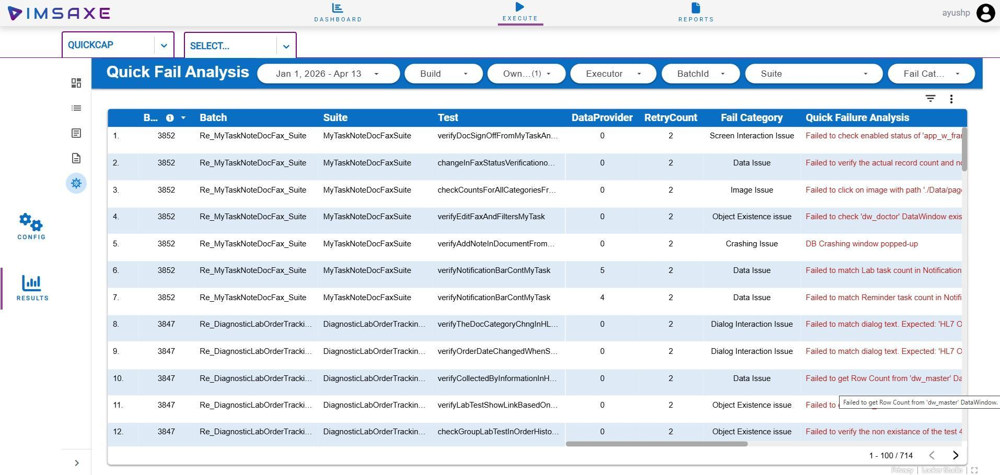 IMSAXE
DASHBOARD
EXECUTE
REPORTS
ayushp
QUICKCAP
SELECT...
Quick Fail Analysis
Jan 1, 2026 - Apr 13
Build
Own... (1)
Executor
BatchId
Suite
Fail Cat...
B... 1 Batch Suite Test DataProvider RetryCount Fail Category Quick Failure Analysis
1. 3852 Re_MyTaskNoteDocFax_Suite MyTaskNoteDocFaxSuite verifyDocSignOffFromMyTaskAn... 0 2 Screen Interaction Issue Failed to check enabled status of 'app_w_frar
2. 3852 Re_MyTaskNoteDocFax_Suite MyTaskNoteDocFaxSuite changeInFaxStatusVerificationo... 0 2 Data Issue Failed to verify the actual record count and no
3. 3852 Re_MyTaskNoteDocFax_Suite MyTaskNoteDocFaxSuite checkCountsForAllCategoriesFr... 0 2 Image Issue Failed to click on image with path './Data/page
4. 3852 Re_MyTaskNoteDocFax_Suite MyTaskNoteDocFaxSuite verifyEditFaxAndFiltersMyTask 0 2 Object Existence issue Failed to check 'dw_doctor' DataWindow exis
5. 3852 Re_MyTaskNoteDocFax_Suite MyTaskNoteDocFaxSuite verifyAddNoteInDocumentFrom... 0 2 Crashing Issue DB Crashing window popped-up
6. 3852 Re_MyTaskNoteDocFax_Suite MyTaskNoteDocFaxSuite verifyNotificationBarContMyTask 5 2 Data Issue Failed to match Lab task count in Notification
7. 3852 Re_MyTaskNoteDocFax_Suite MyTaskNoteDocFaxSuite verifyNotificationBarContMyTask 4 2 Data Issue Failed to match Reminder task count in Notifi
8. 3847 Re_DiagnosticLabOrderTracki... DiagnosticLabOrderTrackin... verifyTheDocCategoryChngInHL... 0 2 Dialog Interaction Issue Failed to match dialog text. Expected: 'HL7 O
9. 3847 Re_DiagnosticLabOrderTracki... DiagnosticLabOrderTrackin... verifyOrderDateChangedWhenS... 0 2 Dialog Interaction Issue Failed to match dialog text. Expected: 'HL7 O
10. 3847 Re_DiagnosticLabOrderTracki... DiagnosticLabOrderTrackin... verifyCollectedByInformationInH... 0 2 Data Issue Failed to get Row Count from 'dw_master' Da
11. 3847 Re_DiagnosticLabOrderTracki... DiagnosticLabOrderTrackin... verifyLabTestShowLinkBasedOn... 0 2 Object Existence issue Failed to
Failed to get Row Count from 'dw_master' DataWindow.
12. 3847 Re_DiagnosticLabOrderTracki... DiagnosticLabOrderTrackin... checkGroupLabTestInOrderHisto... 0 2 Object Existence issue Failed to verify the non existance of the test 4
1 - 100 / 714
CONFIG
RESULTS
Privacy
Looker Studio